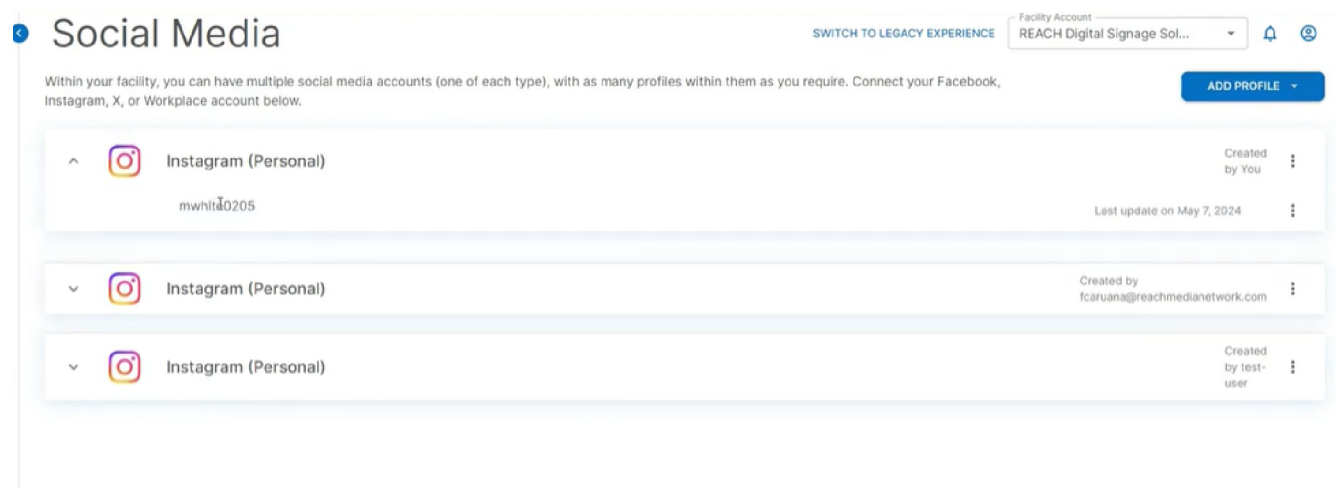 Social Media
SWITCH TO LEGACY EXPERIENCE
Facility Account
REACH Digital Signage Sol...
Within your facility, you can have multiple social media accounts (one of each type), with as many profiles within them as you require. Connect your Facebook,
Instagram, X, or Workplace account below.
ADD PROFILE
Instagram (Personal)
Created
by You
Last update on May 7, 2024
Instagram (Personal)
Created by
fcaruana@reachmedianetwork.com
Instagram (Personal)
Created
by test-
user